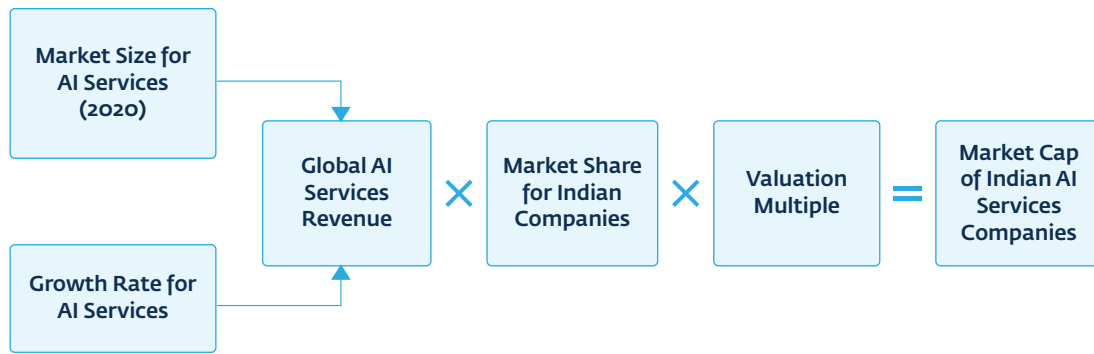 Market Size for
AI Services
(2020)
Growth Rate for
AI Services
Global AI
Services
Revenue
×
Market Share
for Indian
Companies
×
Valuation
Multiple
=
Market Cap
of Indian AI
Services
Companies